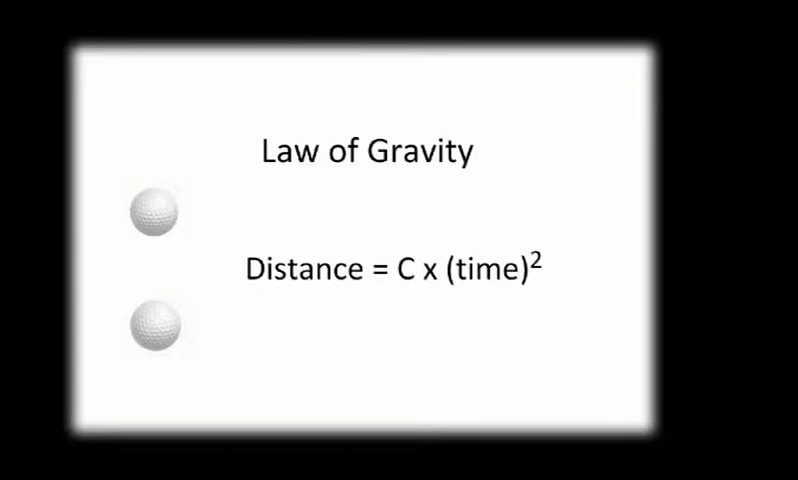 Law of Gravity
Distance = C x (time)²